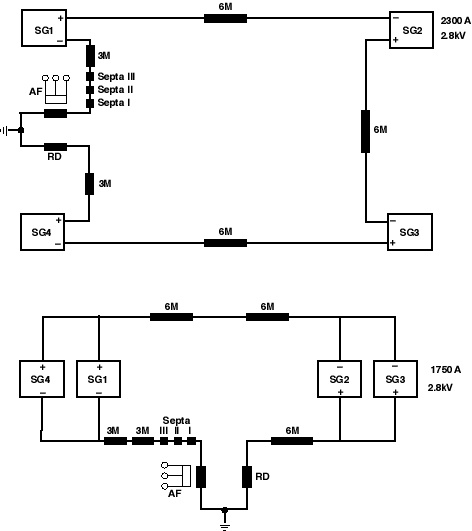 6M
SG1 + − − SG2 + 2300 A
2.8kV
3M
Septa III
Septa II
Septa I
AF
6M
RD
3M
SG4 + − 6M − SG3 +
6M 6M
+ + − −
SG4 SG1 SG2 SG3 1750 A
− − + + 2.8kV
Septa
3M 3M III II I 6M
AF RD